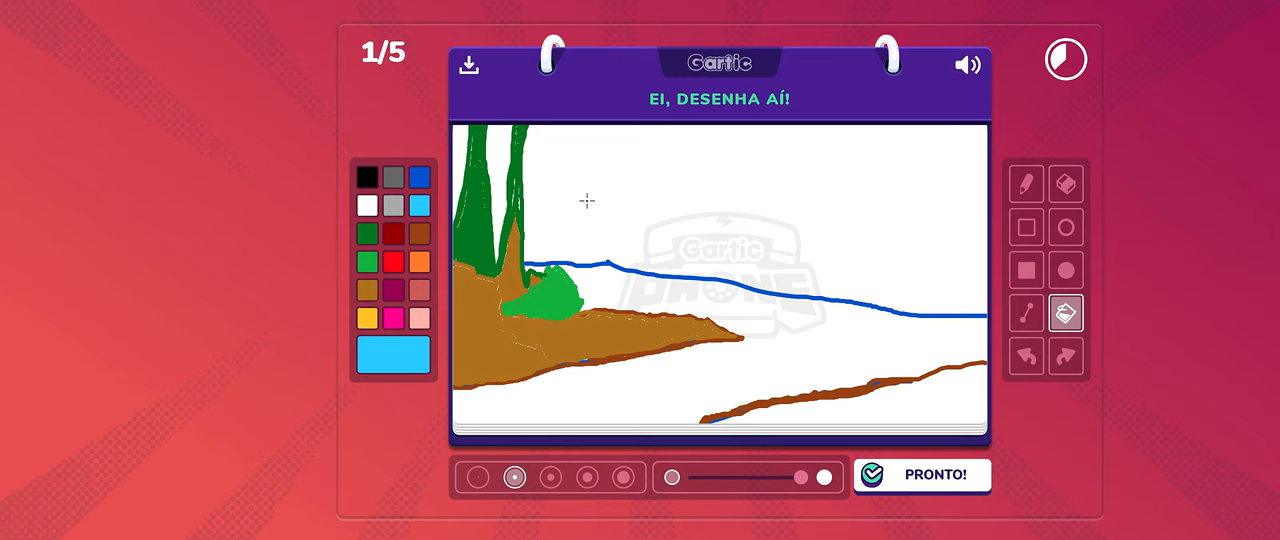 1/5
Gartic
EI, DESENHA AÍ!
Gartic
PHONE
PRONTO!